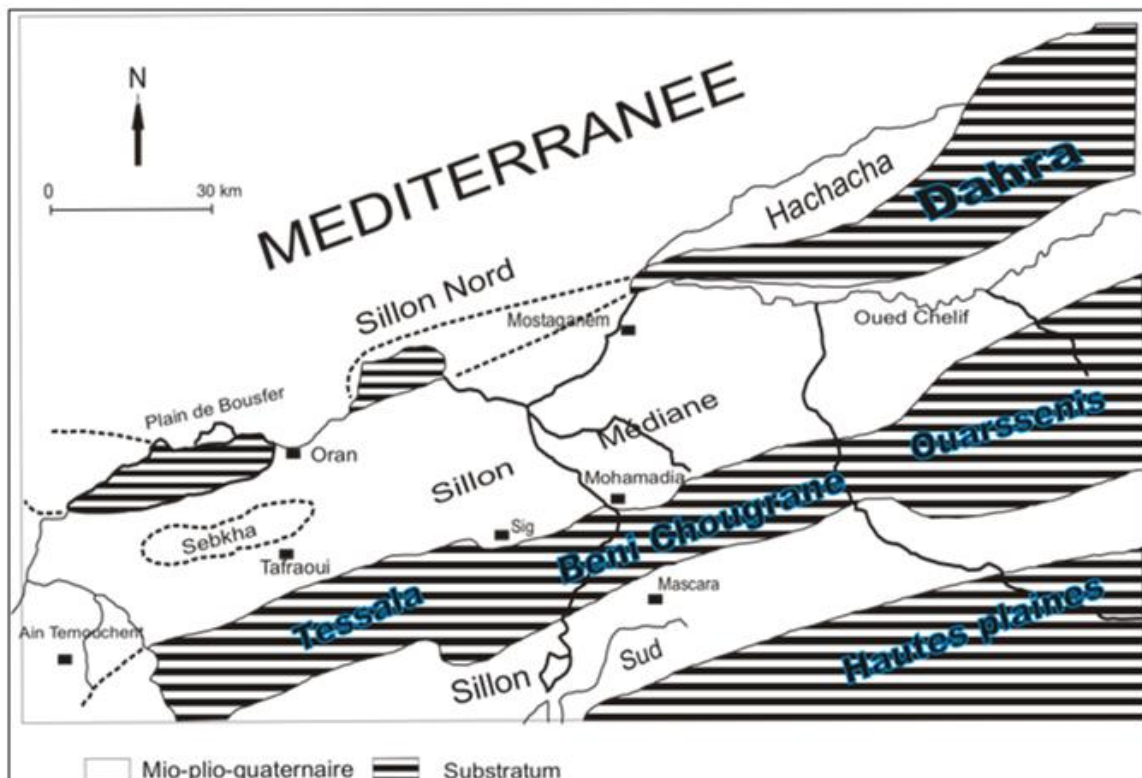 N
0 30 km
MEDITERRANEE
Hachacha
Dahra
Sillon Nord
Mostaganem
Oued Chelif
Plain de Bousfer
Oran
Médiane
Sillon
Ouarssenis
Mohamadia
Sebkha
Sig
Tafraoui
Beni Chougrane
Mascara
Tessala
Ain Temouchent
Sud
Sillon
Hautes plaines
Mio-plio-quaternaire Substratum